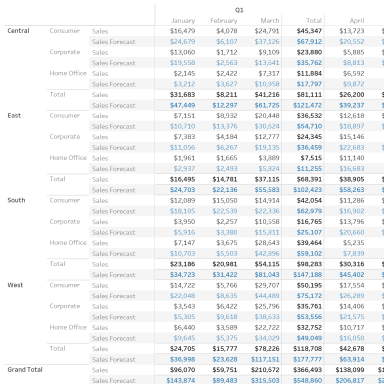 Q1
January February March Total April
Central Consumer Sales $16,479 $4,078 $24,791 $45,347 $13,723
Sales Forecast $24,679 $6,107 $37,126 $67,912 $20,552
Corporate Sales $13,060 $1,712 $9,109 $23,880 $5,885
Sales Forecast $19,558 $2,563 $13,641 $35,762 $8,813
Home Office Sales $2,145 $2,422 $7,317 $11,884 $6,592
Sales Forecast $3,212 $3,627 $10,958 $17,797 $9,872
Total Sales $31,683 $8,211 $41,216 $81,111 $26,200
Sales Forecast $47,449 $12,297 $61,725 $121,472 $39,237
East Consumer Sales $7,151 $8,932 $20,448 $36,532 $12,618
Sales Forecast $10,710 $13,376 $30,624 $54,710 $18,897
Corporate Sales $7,383 $4,184 $12,777 $24,345 $15,146
Sales Forecast $11,056 $6,267 $19,135 $36,459 $22,683
Home Office Sales $1,961 $1,665 $3,889 $7,515 $11,140
Sales Forecast $2,937 $2,493 $5,824 $11,255 $16,683
Total Sales $16,495 $14,781 $37,115 $68,391 $38,905
Sales Forecast $24,703 $22,136 $55,583 $102,423 $58,263
South Consumer Sales $12,089 $15,050 $14,914 $42,054 $11,286
Sales Forecast $18,105 $22,539 $22,336 $62,979 $16,902
Corporate Sales $3,950 $2,257 $10,558 $16,765 $13,796
Sales Forecast $5,916 $3,380 $15,811 $25,107 $20,660
Home Office Sales $7,147 $3,675 $28,643 $39,464 $5,235
Sales Forecast $10,703 $5,503 $42,896 $59,102 $7,839
Total Sales $23,186 $20,981 $54,115 $98,283 $30,316
Sales Forecast $34,723 $31,422 $81,043 $147,188 $45,402
West Consumer Sales $14,722 $5,766 $29,707 $50,195 $17,554
Sales Forecast $22,048 $8,635 $44,489 $75,172 $26,289
Corporate Sales $3,543 $6,422 $25,796 $35,761 $14,406
Sales Forecast $5,305 $9,618 $38,633 $53,556 $21,575
Home Office Sales $6,440 $3,589 $22,722 $32,752 $10,717
Sales Forecast $9,645 $5,375 $34,029 $49,049 $16,050
Total Sales $24,705 $15,777 $78,226 $118,708 $42,678
Sales Forecast $36,998 $23,628 $117,151 $177,777 $63,914
Grand Total Sales $96,070 $59,751 $210,672 $366,493 $138,099
Sales Forecast $143,874 $89,483 $315,503 $548,860 $206,817